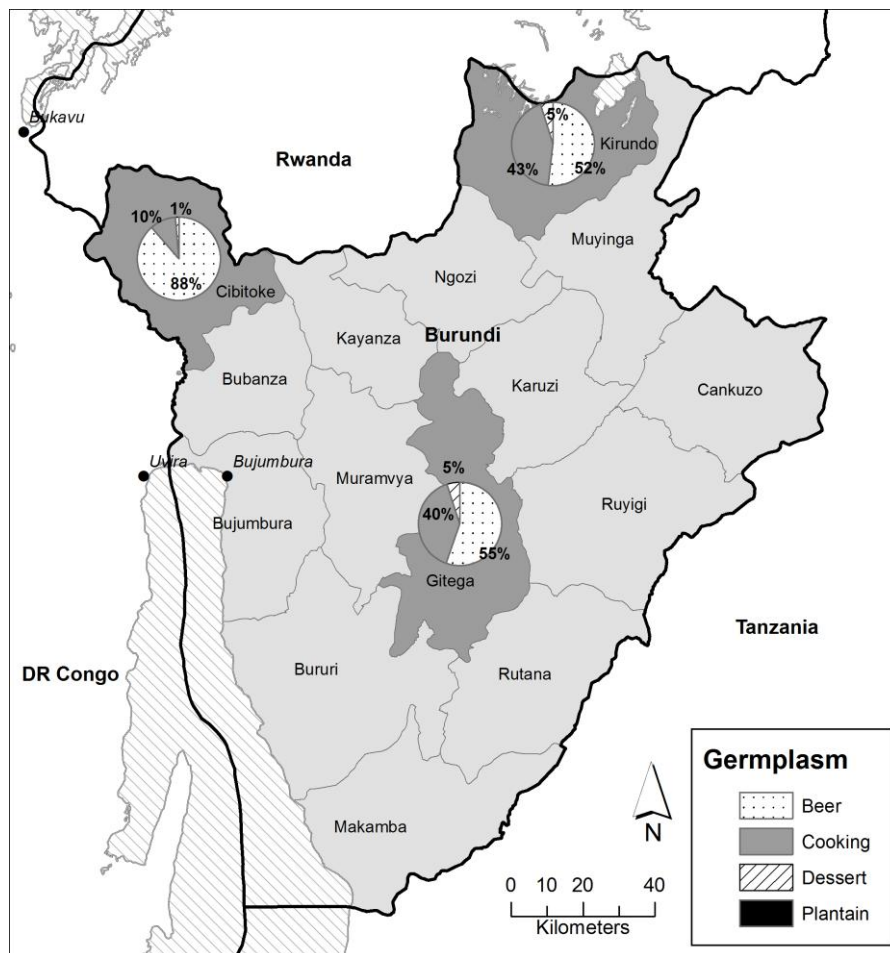 Bukavu
Rwanda
5%
Kirundo
43%
52%
10%
1%
88%
Cibitoke
Muyinga
Ngozi
Kayanza
Burundi
Bubanza
Karuzi
Cankuzo
Uvira
Bujumbura
Muramvya
5%
40%
55%
Ruyigi
Bujumbura
Gitega
Tanzania
DR Congo
Bururi
Rutana
Makamba
N
0 10 20 40
Kilometers
Germplasm
Beer
Cooking
Dessert
Plantain